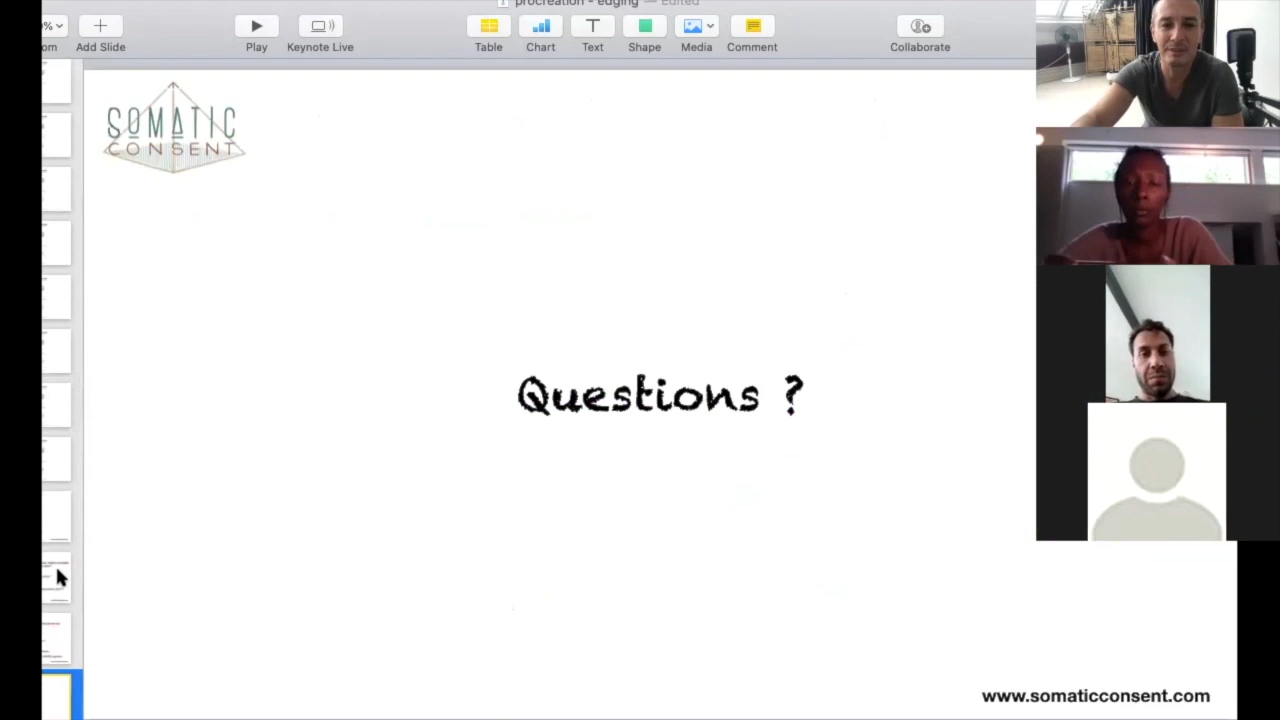 procreation - edging — Edited
% 
om
Add Slide
Play
Keynote Live
Table
Chart
Text
Shape
Media
Comment
Collaborate
SOMATIC
CONSENT
Questions ?
www.somaticconsent.com